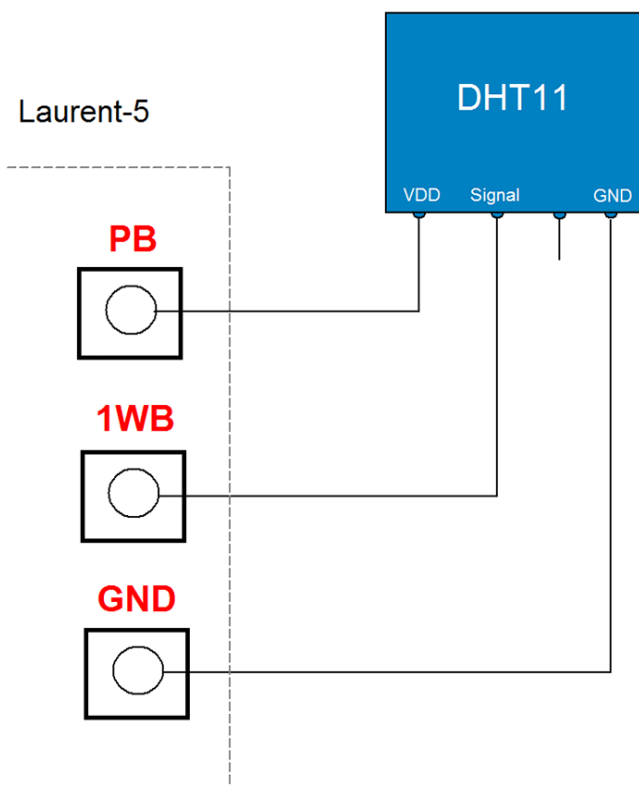 DHT11
Laurent-5
VDD Signal GND
PB
1WB
GND